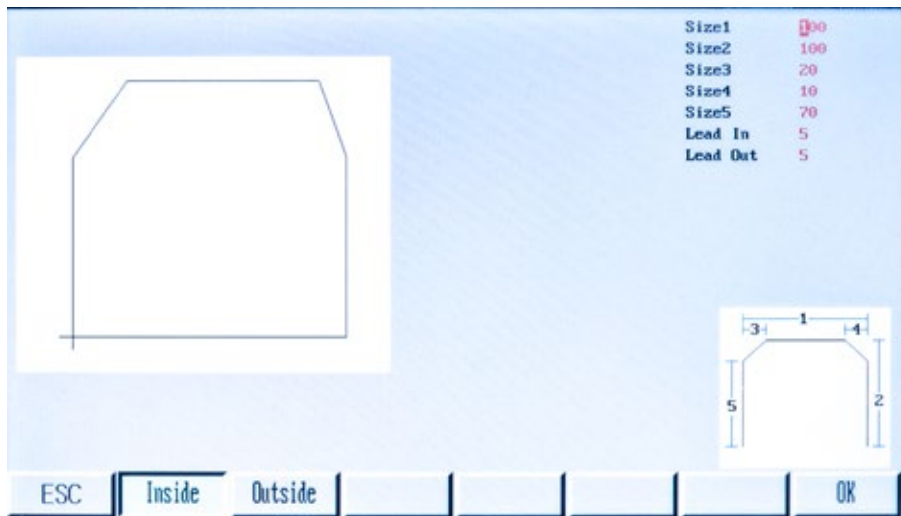 Size1 100
Size2 100
Size3 20
Size4 10
Size5 70
Lead In 5
Lead Out 5
1
3 4
5 2
ESC Inside Outside OK